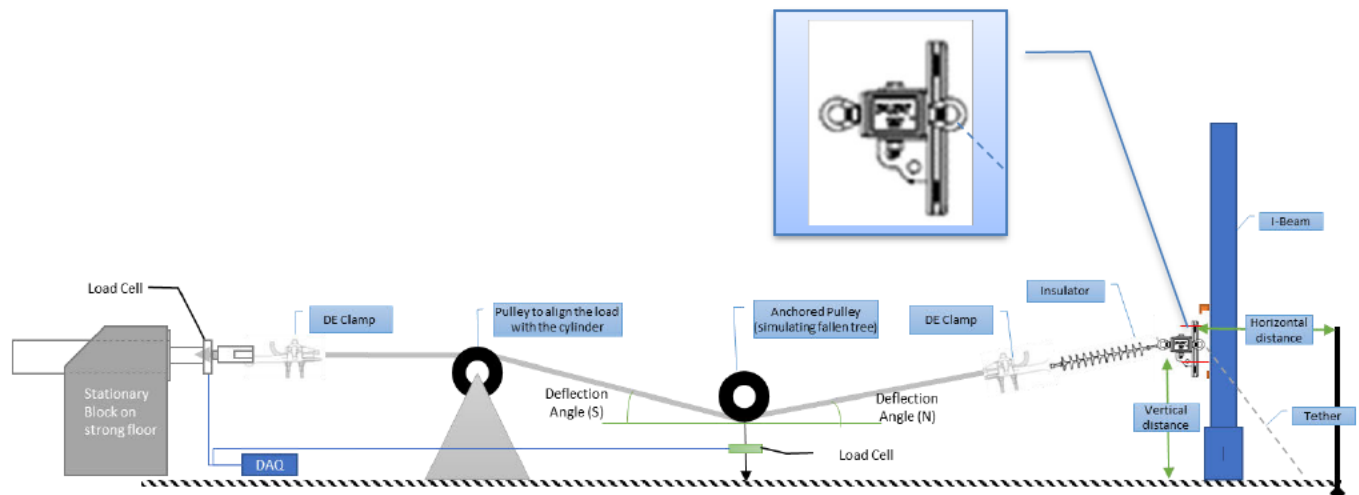 I-Beam
Load Cell
DE Clamp
Pulley to align the load
with the cylinder
Anchored Pulley
(simulating fallen tree)
DE Clamp
Insulator
Horizontal
distance
Stationary
Block on
strong floor
Deflection
Angle (S)
Deflection
Angle (N)
Vertical
distance
Tether
DAQ
Load Cell